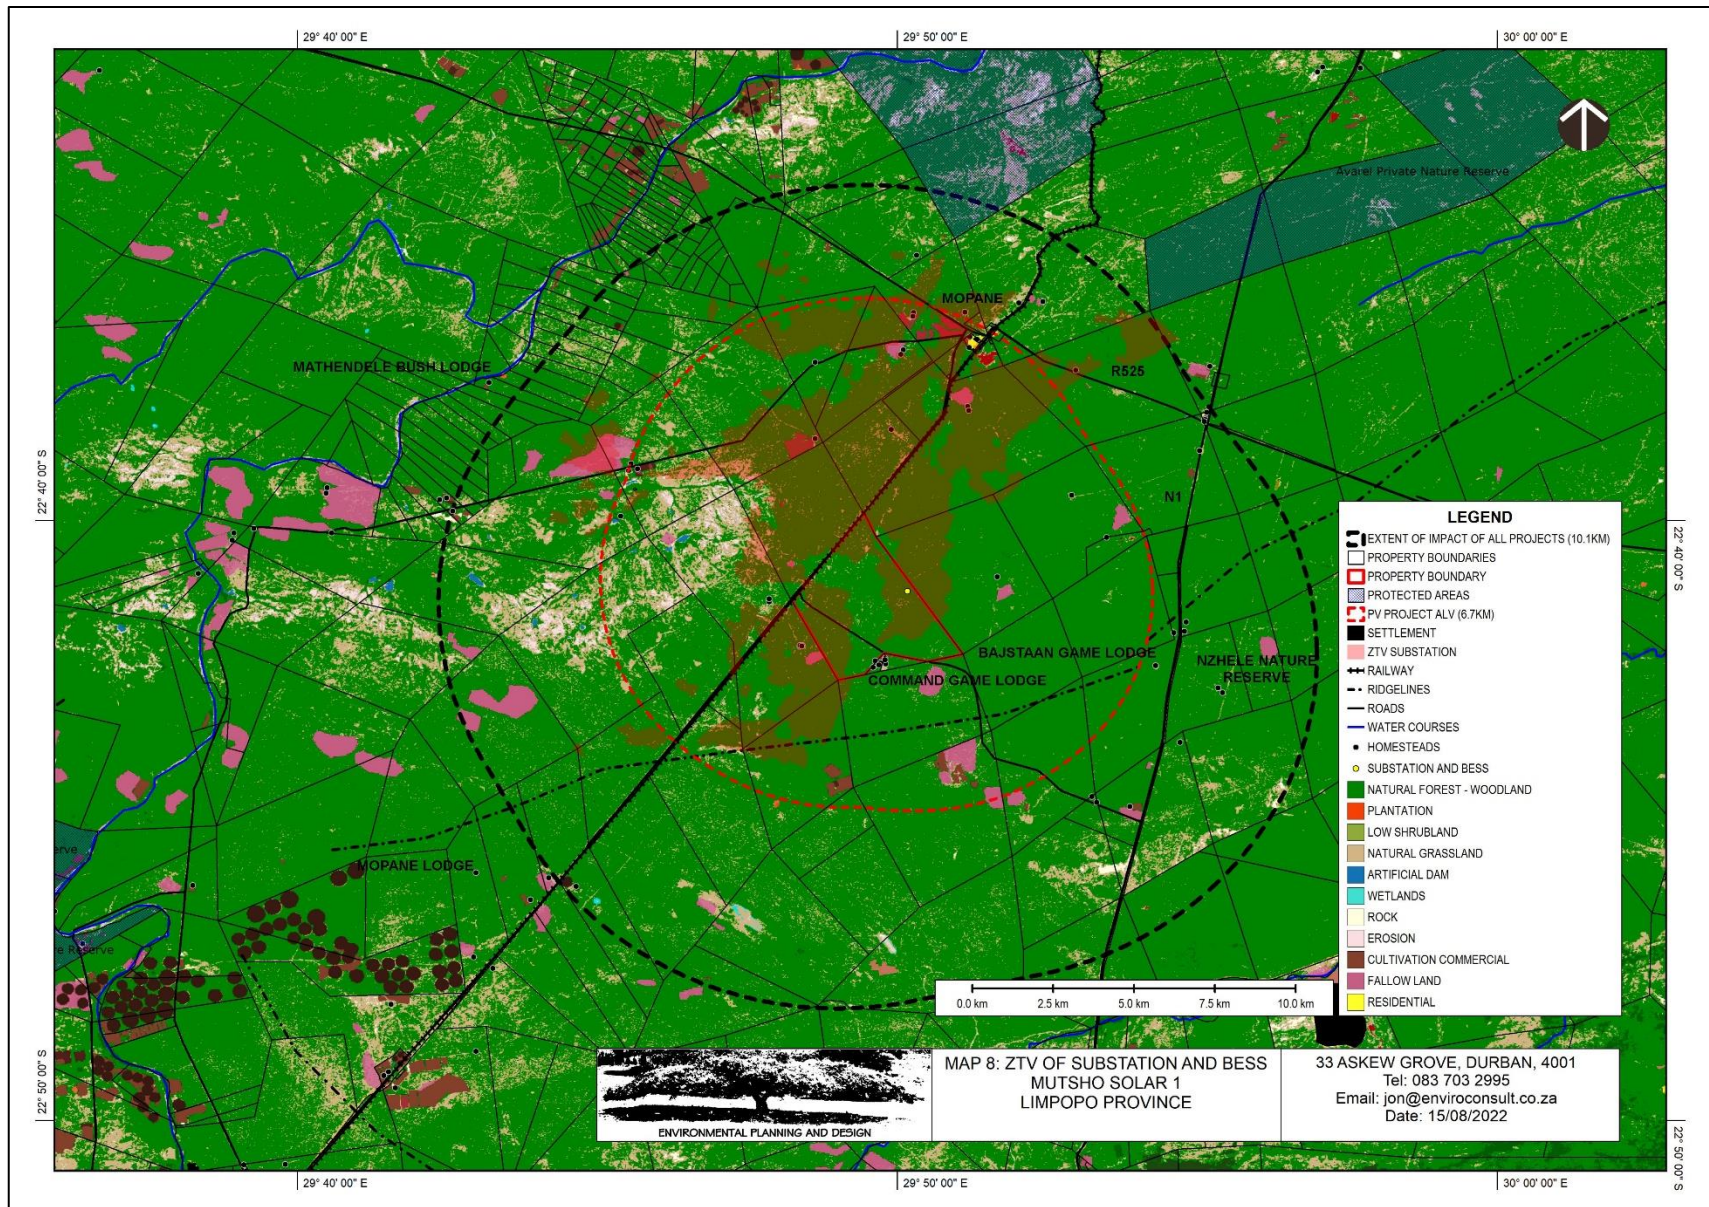 29° 40' 00" E
29° 50' 00" E
30° 00' 00" E
Avarel Private Nature Reserve
MOPANE
MATHENDELE BUSH LODGE
R525
22° 40' 00" S
N1
LEGEND
EXTENT OF IMPACT OF ALL PROJECTS (10.1KM)
PROPERTY BOUNDARIES
PROPERTY BOUNDARY
PROTECTED AREAS
PV PROJECT ALV (6.7KM)
SETTLEMENT
ZTV SUBSTATION
RAILWAY
RIDGELINES
ROADS
WATER COURSES
HOMESTEADS
SUBSTATION AND BESS
NATURAL FOREST - WOODLAND
PLANTATION
LOW SHRUBLAND
NATURAL GRASSLAND
ARTIFICIAL DAM
WETLANDS
ROCK
EROSION
CULTIVATION COMMERCIAL
FALLOW LAND
RESIDENTIAL
22° 40' 00" S
BAJSTAAN GAME LODGE
NZHELE NATURE
RESERVE
COMMAND GAME LODGE
erve
MOPANE LODGE
ve Reserve
0.0 km 2.5 km 5.0 km 7.5 km 10.0 km
22° 50' 00" S
ENVIRONMENTAL PLANNING AND DESIGN
MAP 8: ZTV OF SUBSTATION AND BESS
MUTSHO SOLAR 1
LIMPOPO PROVINCE
33 ASKEW GROVE, DURBAN, 4001
Tel: 083 703 2995
Email: jon@enviroconsult.co.za
Date: 15/08/2022
22° 50' 00" S
29° 40' 00" E
29° 50' 00" E
30° 00' 00" E